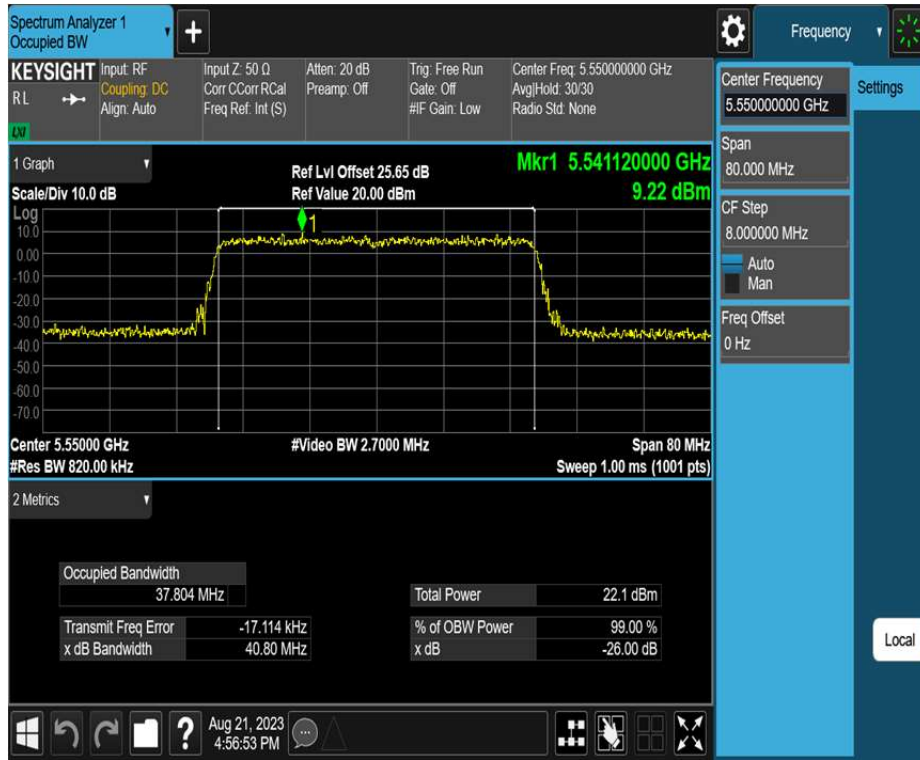 Spectrum Analyzer 1
Occupied BW
+
Frequency
KEYSIGHT
RL
LXI
Input: RF
Coupling: DC
Align: Auto
Input Z: 50 Ω
Corr CCorr RCal
Freq Ref: Int (S)
Atten: 20 dB
Preamp: Off
Trig: Free Run
Gate: Off
#IF Gain: Low
Center Freq: 5.550000000 GHz
Avg|Hold: 30/30
Radio Std: None
Center Frequency
5.550000000 GHz
Settings
Span
80.000 MHz
CF Step
8.000000 MHz
Auto
Man
Freq Offset
0 Hz
1 Graph
Scale/Div 10.0 dB
Ref Lvl Offset 25.65 dB
Ref Value 20.00 dBm
Mkr1 5.541120000 GHz
9.22 dBm
Log
10.0
0.00
-10.0
-20.0
-30.0
-40.0
-50.0
-60.0
-70.0
1
Center 5.55000 GHz
#Video BW 2.7000 MHz
Span 80 MHz
#Res BW 820.00 kHz
Sweep 1.00 ms (1001 pts)
2 Metrics
Occupied Bandwidth
37.804 MHz
Total Power 22.1 dBm
Transmit Freq Error -17.114 kHz
% of OBW Power 99.00 %
x dB Bandwidth 40.80 MHz
x dB -26.00 dB
Local
?
Aug 21, 2023
4:56:53 PM